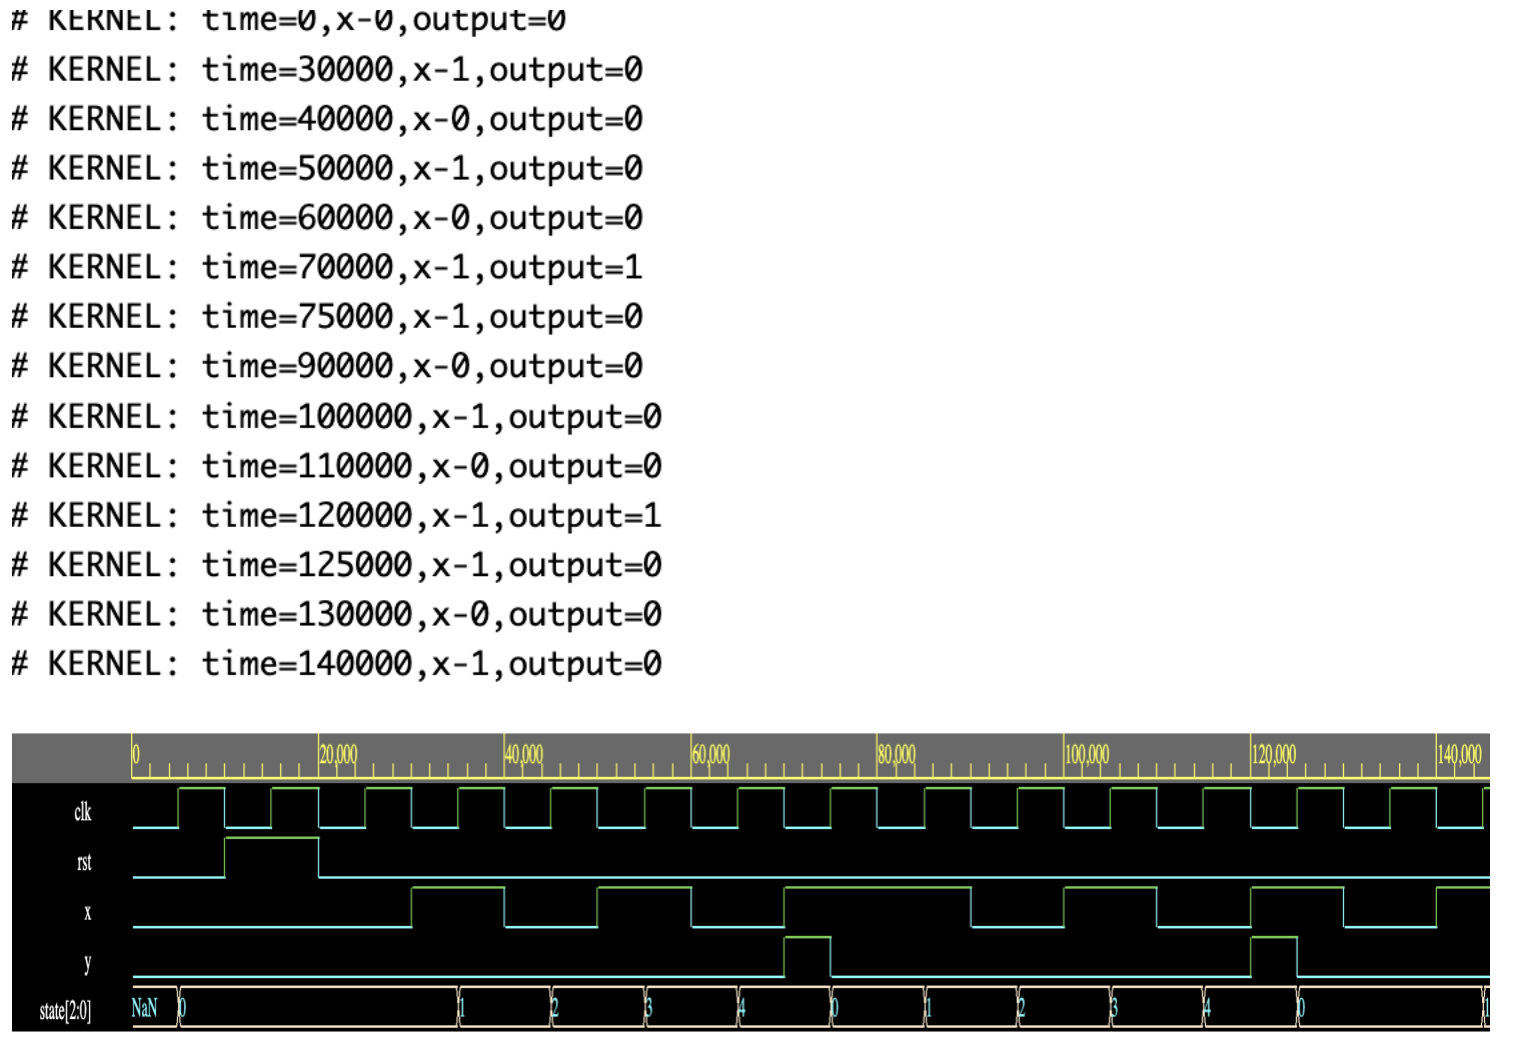 # KERNEL: time=0,x-0,output=0
# KERNEL: time=30000,x-1,output=0
# KERNEL: time=40000,x-0,output=0
# KERNEL: time=50000,x-1,output=0
# KERNEL: time=60000,x-0,output=0
# KERNEL: time=70000,x-1,output=1
# KERNEL: time=75000,x-1,output=0
# KERNEL: time=90000,x-0,output=0
# KERNEL: time=100000,x-1,output=0
# KERNEL: time=110000,x-0,output=0
# KERNEL: time=120000,x-1,output=1
# KERNEL: time=125000,x-1,output=0
# KERNEL: time=130000,x-0,output=0
# KERNEL: time=140000,x-1,output=0
0 20,000 40,000 60,000 80,000 100,000 120,000 140,000
clk
rst
x
y
state[2:0] NaN 0 1 2 3 4 0 1 2 3 4 0 1